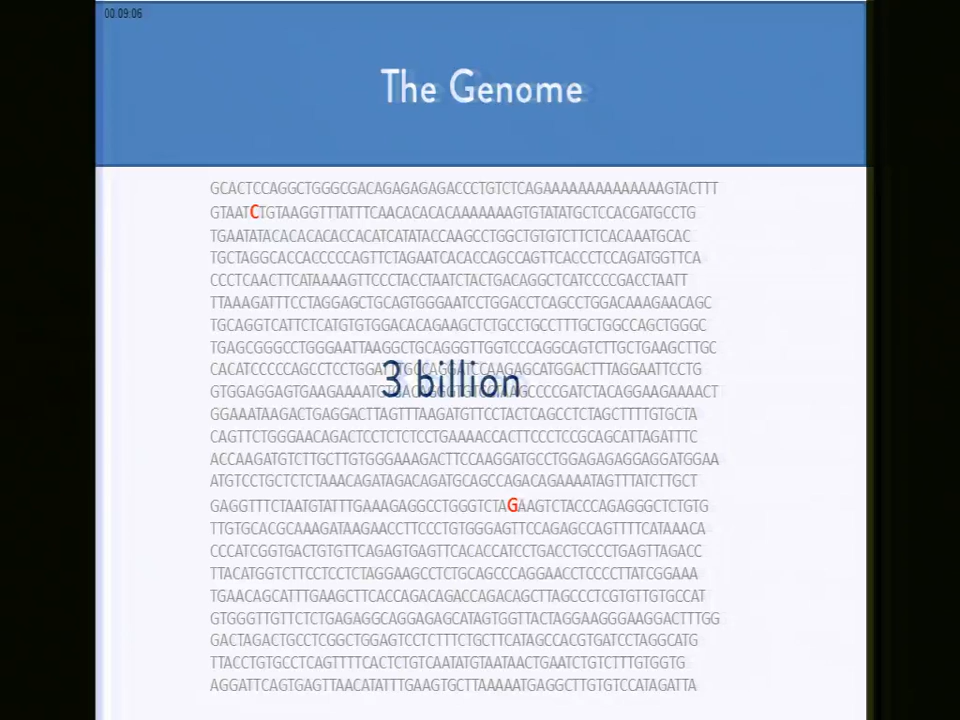 00:09:06
The Genome
GCACTCCAGGCTGGGCGACAGAGAGAGACCCTGTCTCAGAAAAAAAAAAAAAAGTACTTT
GTAATCTGTAAGGTTTATTTCAACACACACAAAAAAAGTGTATATGCTCCACGATGCCTG
TGAATATACACACACACCACATCATATACCAAGCCTGGCTGTGTCTTCTCACAAATGCAC
TGCTAGGCACCACCCCCAGTTCTAGAATCACACCAGCCAGTTCACCCTCCAGATGGTTCA
CCCTCAACTTCATAAAAGTTCCCTACCTAATCTACTGACAGGCTCATCCCCGACCTAATT
TTAAAGATTTCCTAGGAGCTGCAGTGGGAATCCTGGACCTCAGCCTGGACAAAGAACAGC
TGCAGGTCATTCTCATGTGTGGACACAGAAGCTCTGCCTGCCTTTGCTGGCCAGCTGGGC
TGAGCGGGCCTGGGAATTAAGGCTGCAGGGTTGGTCCCAGGCAGTCTTGCTGAAGCTTGC
3 billion
GGAAATAAGACTGAGGACTTAGTTTAAGATGTTCCTACTCAGCCTCTAGCTTTTGTGCTA
CAGTTCTGGGAACAGACTCCTCTCTCCTGAAAACCACTTCCCTCCGCAGCATTAGATTTC
ACCAAGATGTCTTGCTTGTGGGAAAGACTTCCAAGGATGCCTGGAGAGAGGAGGATGGAA
ATGTCCTGCTCTCTAAACAGATAGACAGATGCAGCCAGACAGAAAATAGTTTATCTTGCT
GAGGTTTCTAATGTATTTGAAAGAGGCCTGGGTCTAGAAGTCTACCCAGAGGGCTCTGTG
TTGTGCACGCAAAGATAAGAACCTTCCCTGTGGGAGTTCCAGAGCCAGTTTTCATAAACA
CCCATCGGTGACTGTGTTCAGAGTGAGTTCACACCATCCTGACCTGCCCTGAGTTAGACC
TTACATGGTCTTCCTCCTCTAGGAAGCCTCTGCAGCCCAGGAACCTCCCCTTATCGGAAA
TGAACAGCATTTGAAGCTTCACCAGACAGACCAGACAGCTTAGCCCTCGTGTTGTGCCAT
GTGGGTTGTTCTCTGAGAGGCAGGAGAGCATAGTGGTTACTAGGAAGGGAAGGACTTTGG
GACTAGACTGCCTCGGCTGGAGTCCTCTTTCTGCTTCATAGCCACGTGATCCTAGGCATG
TTACCTGTGCCTCAGTTTTCACTCTGTCAATATGTAATAACTGAATCTGTCTTTGTGGTG
AGGATTCAGTGAGTTAACATATTTGAAGTGCTTAAAAATGAGGCTTGTGTCCATAGATTA